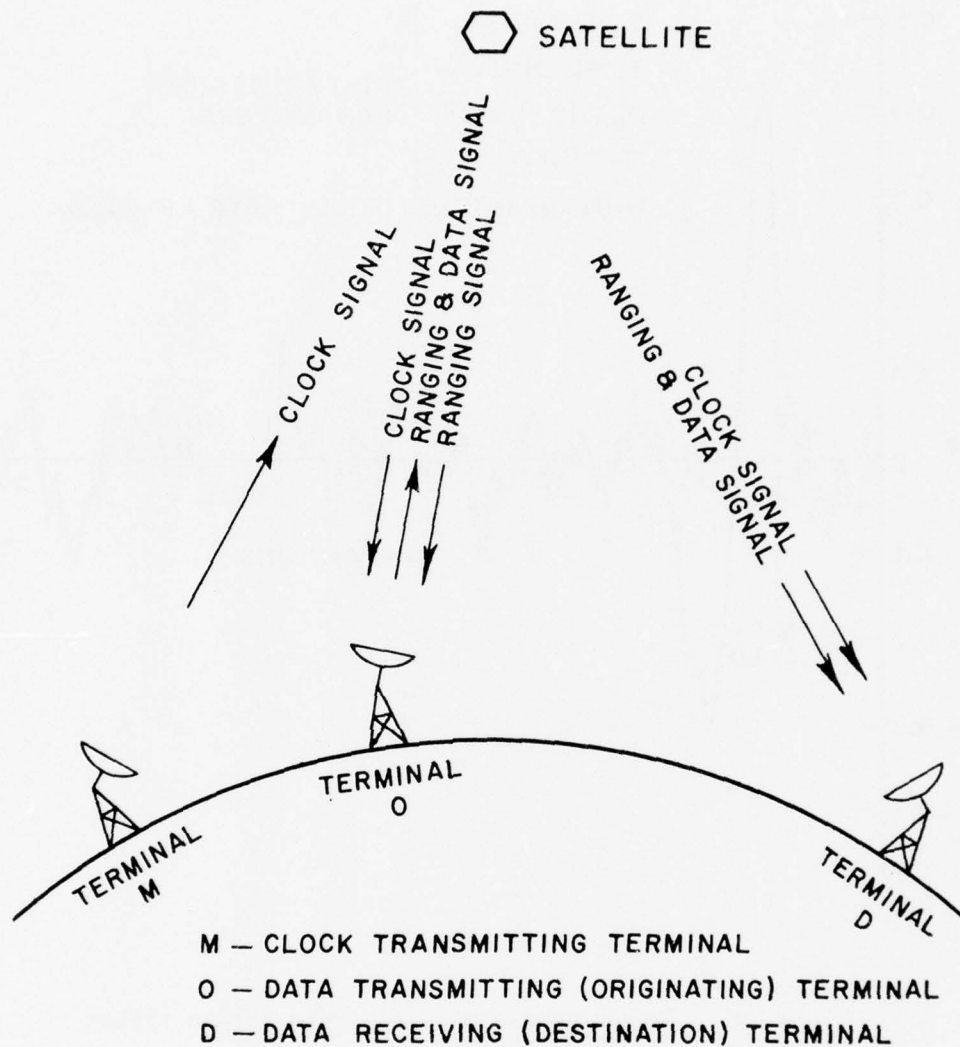 SATELLITE
CLOCK SIGNAL
CLOCK SIGNAL
RANGING & DATA SIGNAL
RANGING SIGNAL
RANGING & DATA SIGNAL
CLOCK SIGNAL
TERMINAL
M
TERMINAL
O
TERMINAL
D
M — CLOCK TRANSMITTING TERMINAL
O — DATA TRANSMITTING (ORIGINATING) TERMINAL
D — DATA RECEIVING (DESTINATION) TERMINAL